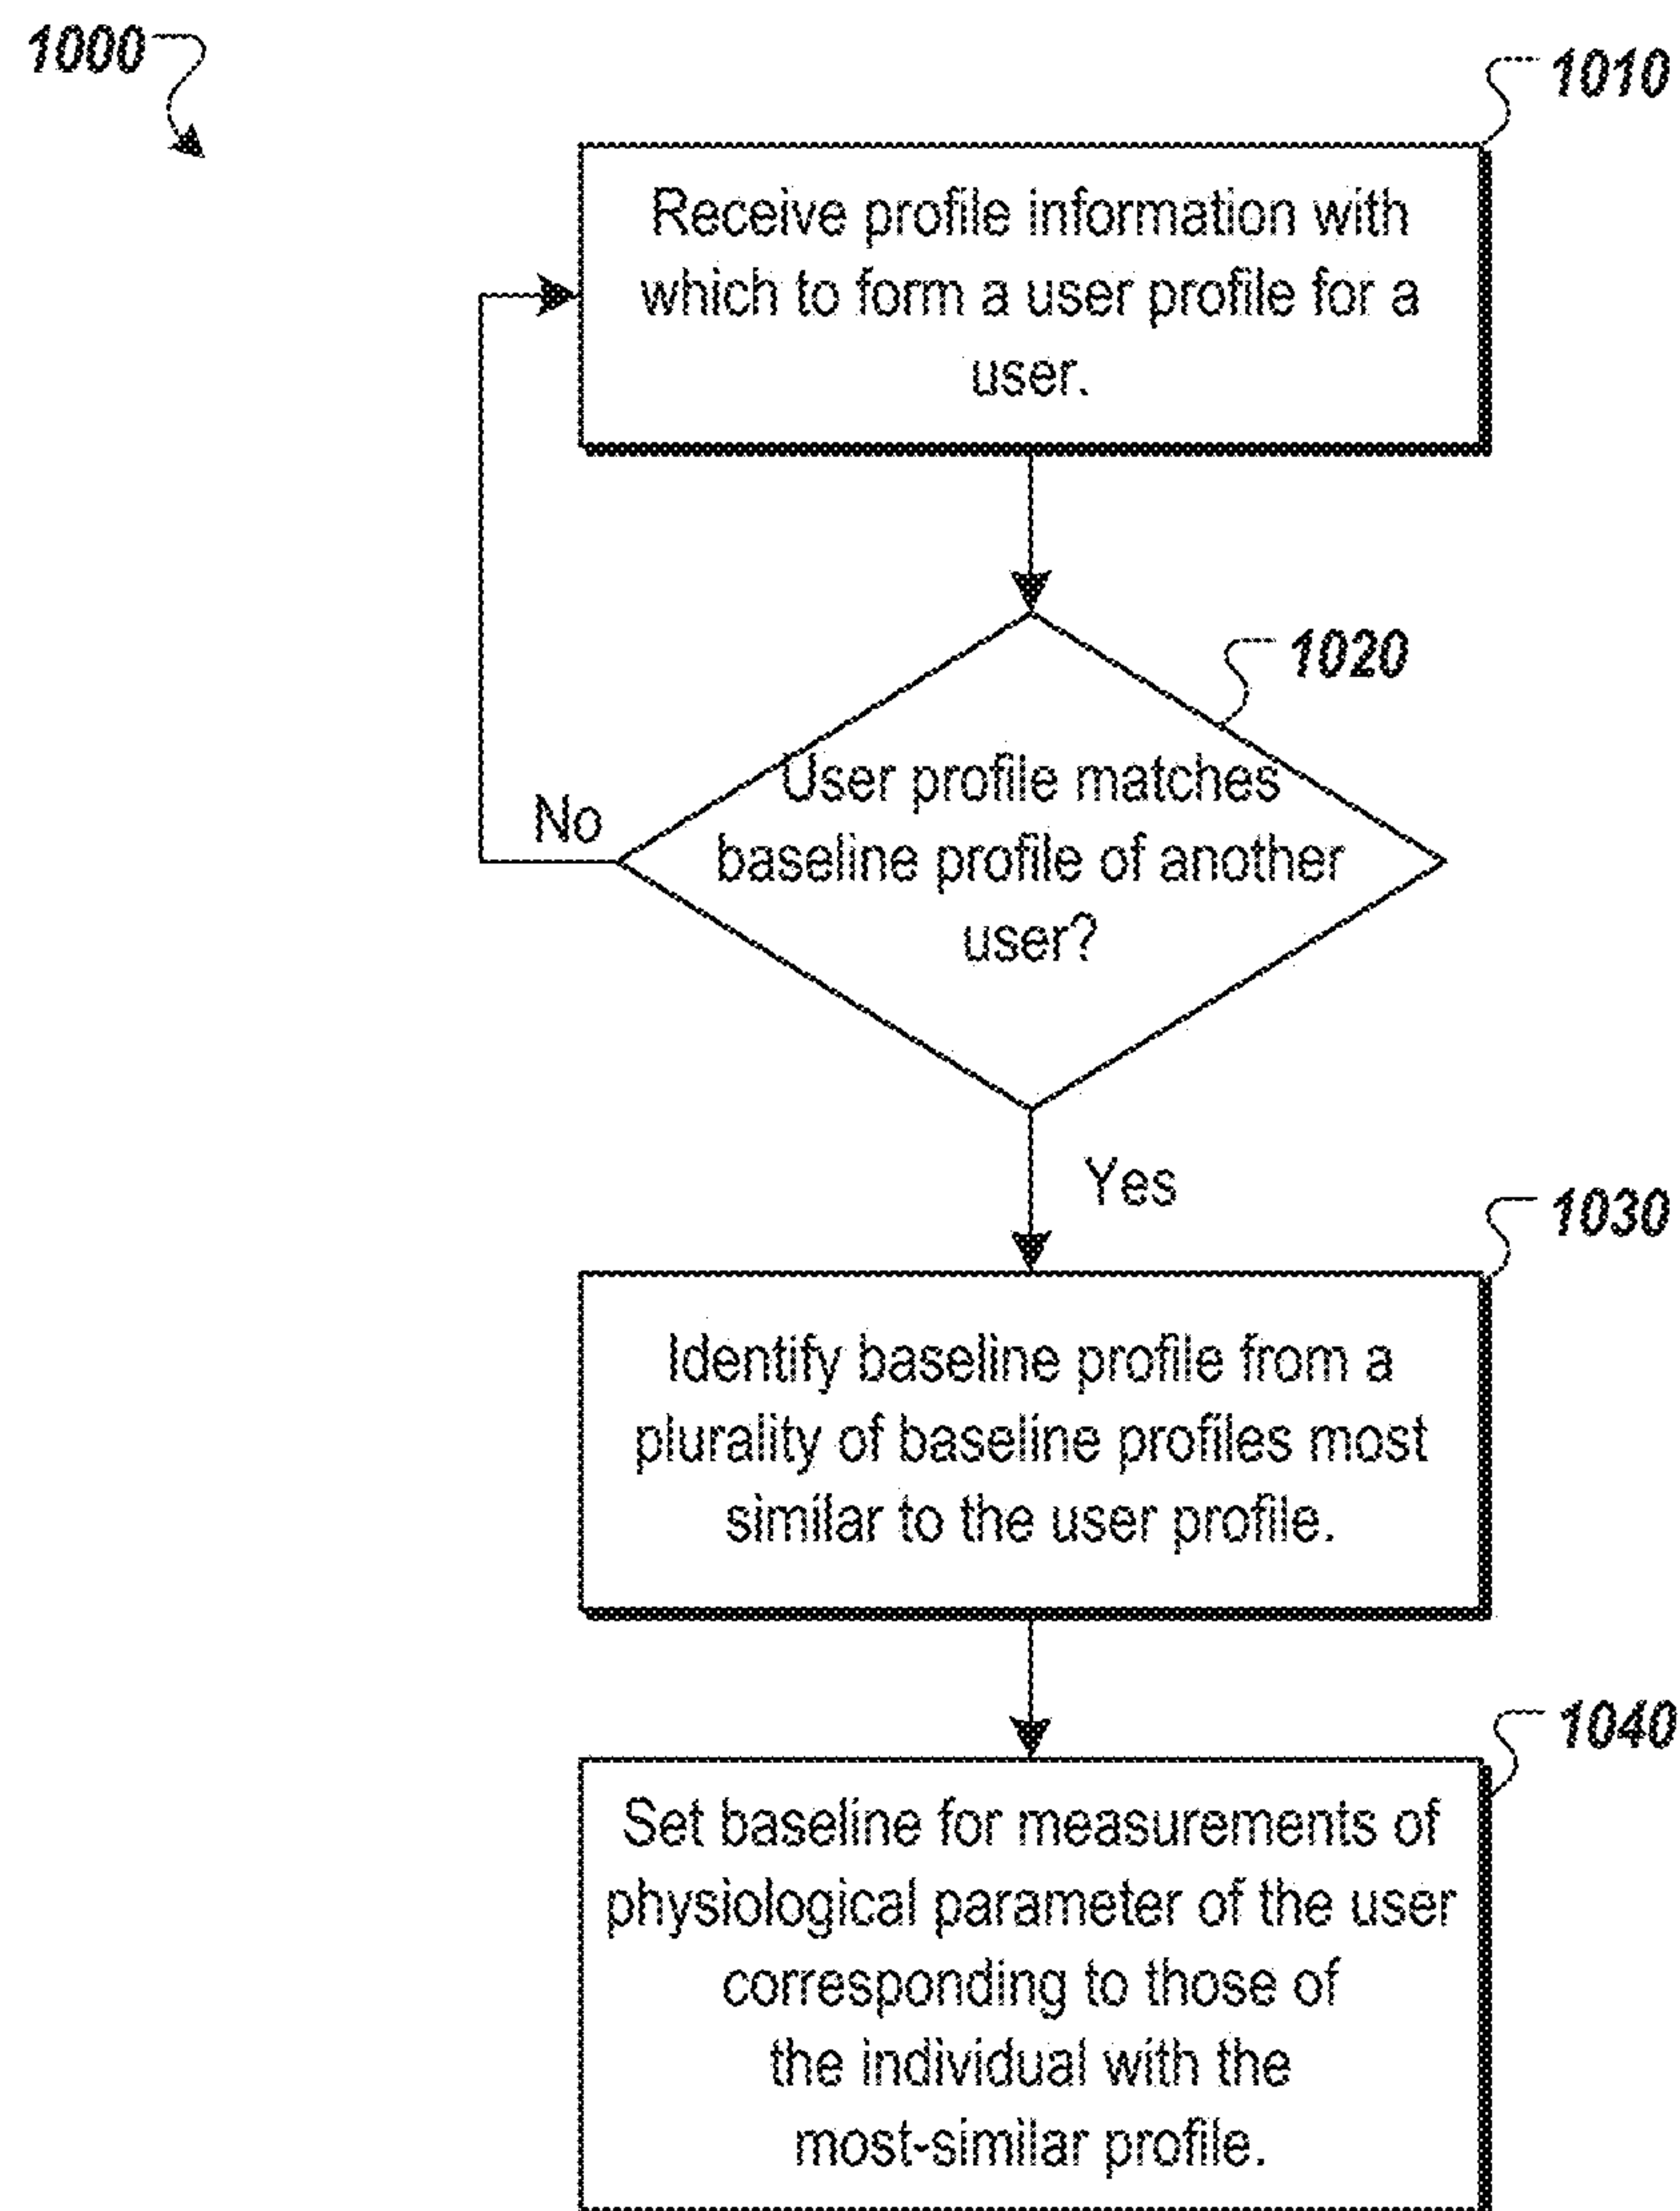 1000
1010
Receive profile information with
which to form a user profile for a
user.
1020
User profile matches
baseline profile of another
user?
No
Yes
1030
Identify baseline profile from a
plurality of baseline profiles most
similar to the user profile.
1040
Set baseline for measurements of
physiological parameter of the user
corresponding to those of
the individual with the
most-similar profile.